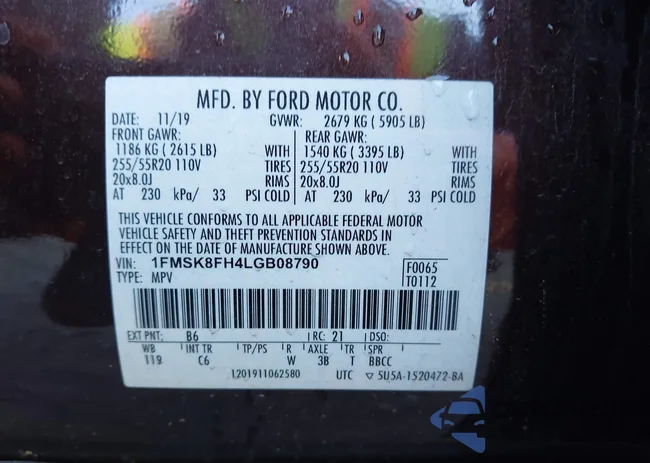 MFD. BY FORD MOTOR CO.
DATE: 11/19 GVWR: 2679 KG ( 5905 LB)
FRONT GAWR: REAR GAWR:
1186 KG ( 2615 LB) WITH 1540 KG ( 3395 LB) WITH
255/55R20 110V TIRES 255/55R20 110V TIRES
20x8.0J RIMS 20x8.0J RIMS
AT 230 kPa/ 33 PSI COLD AT 230 kPa/ 33 PSI COLD
THIS VEHICLE CONFORMS TO ALL APPLICABLE FEDERAL MOTOR
VEHICLE SAFETY AND THEFT PREVENTION STANDARDS IN
EFFECT ON THE DATE OF MANUFACTURE SHOWN ABOVE.
VIN: 1FMSK8FH4LGB08790 F0065
TYPE: MPV T0112
EXT PNT: B6 RC: 21 DSO:
WB INT TR TP/PS R AXLE TR SPR
119 C6 W 3B T BBCC
1201911062580 UTC ▽ 5U5A-1520472-BA